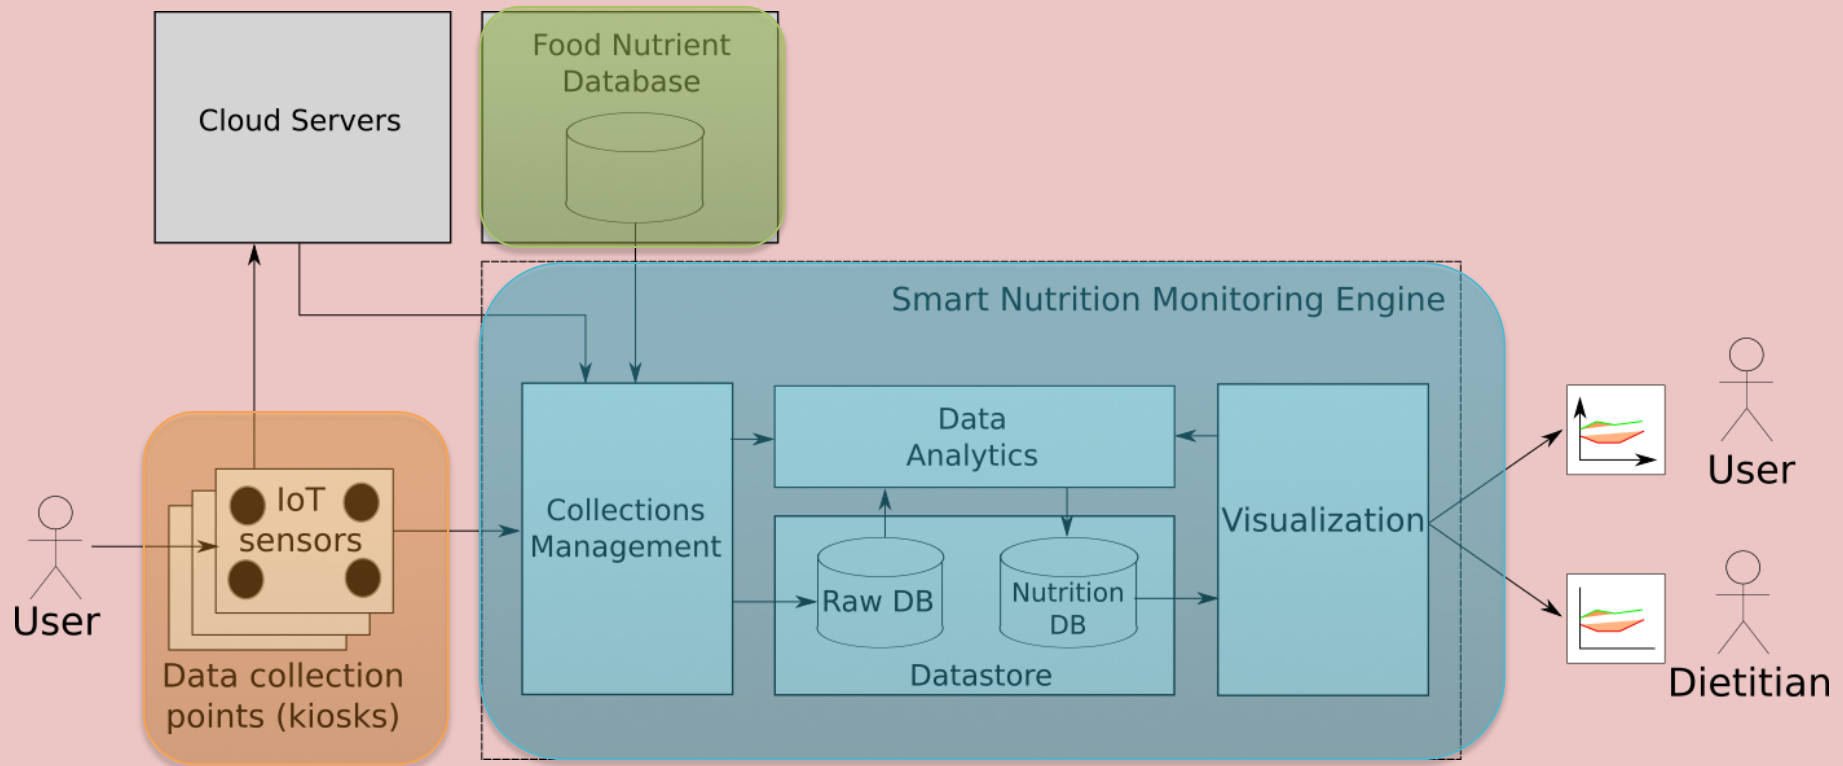 Cloud Servers
Food Nutrient
Database
Smart Nutrition Monitoring Engine
IoT
sensors
Data collection
points (kiosks)
User
Collections
Management
Data
Analytics
Raw DB
Nutrition
DB
Datastore
Visualization
User
Dietitian